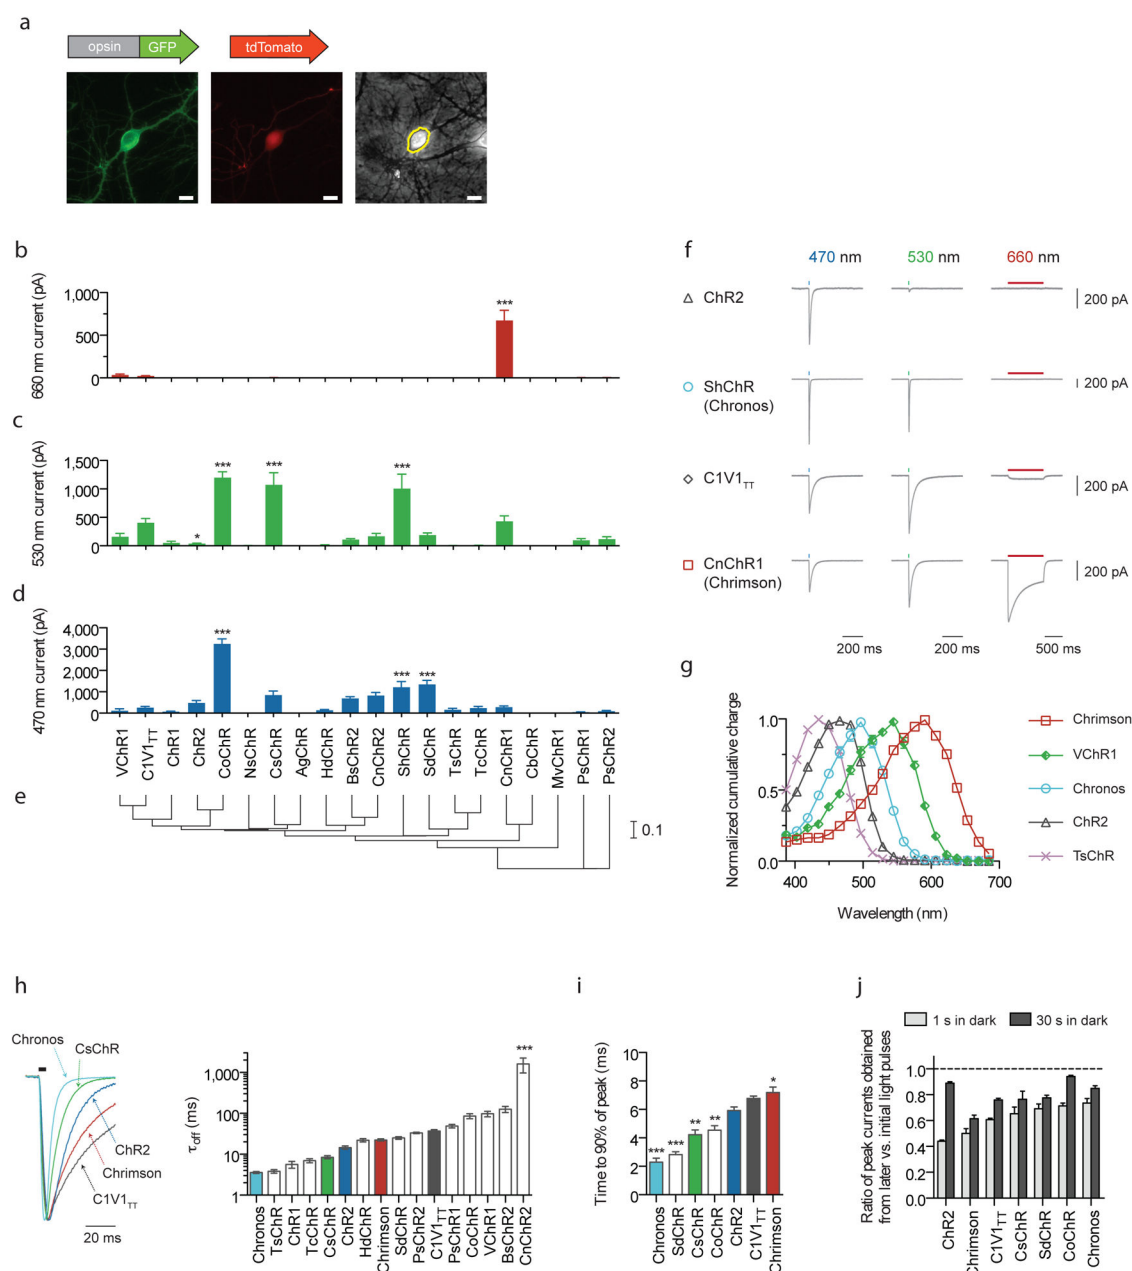 a
opsin
GFP
tdTomato
b
660 nm current (pA)
1,000
500
0
***
c
530 nm current (pA)
1,500
1,000
500
0
*
***
***
***
d
470 nm current (pA)
4,000
3,000
2,000
1,000
0
***
***
***
VChR1
C1V1TT
ChR1
ChR2
CoChR
NsChR
CsChR
AgChR
HdChR
BsChR2
CnChR2
ShChR
SdChR
TsChR
TcChR
CnChR1
CbChR
MvChR1
PsChR1
PsChR2
e
0.1
f
470 nm
530 nm
660 nm
ChR2
200 pA
ShChR
(Chronos)
200 pA
C1V1TT
200 pA
CnChR1
(Chrimson)
200 pA
200 ms
200 ms
500 ms
g
Normalized cumulative charge
1.0
0.5
0.0
400
500
600
700
Wavelength (nm)
Chrimson
VChR1
Chronos
ChR2
TsChR
h
Chronos
CsChR
ChR2
Chrimson
C1V1TT
20 ms
τoff (ms)
1,000
100
10
1
***
Chronos
TsChR
ChR1
TcChR
CsChR
ChR2
HdChR
Chrimson
SdChR
PsChR2
C1V1TT
PsChR1
CoChR
VChR1
BsChR2
CnChR2
i
Time to 90% of peak (ms)
10
8
6
4
2
0
***
***
**
**
*
Chronos
SdChR
CsChR
CoChR
ChR2
C1V1TT
Chrimson
j
1 s in dark
30 s in dark
Ratio of peak currents obtained
from later vs. initial light pulses
1.0
0.8
0.6
0.4
0.2
0.0
ChR2
Chrimson
C1V1TT
CsChR
SdChR
CoChR
Chronos